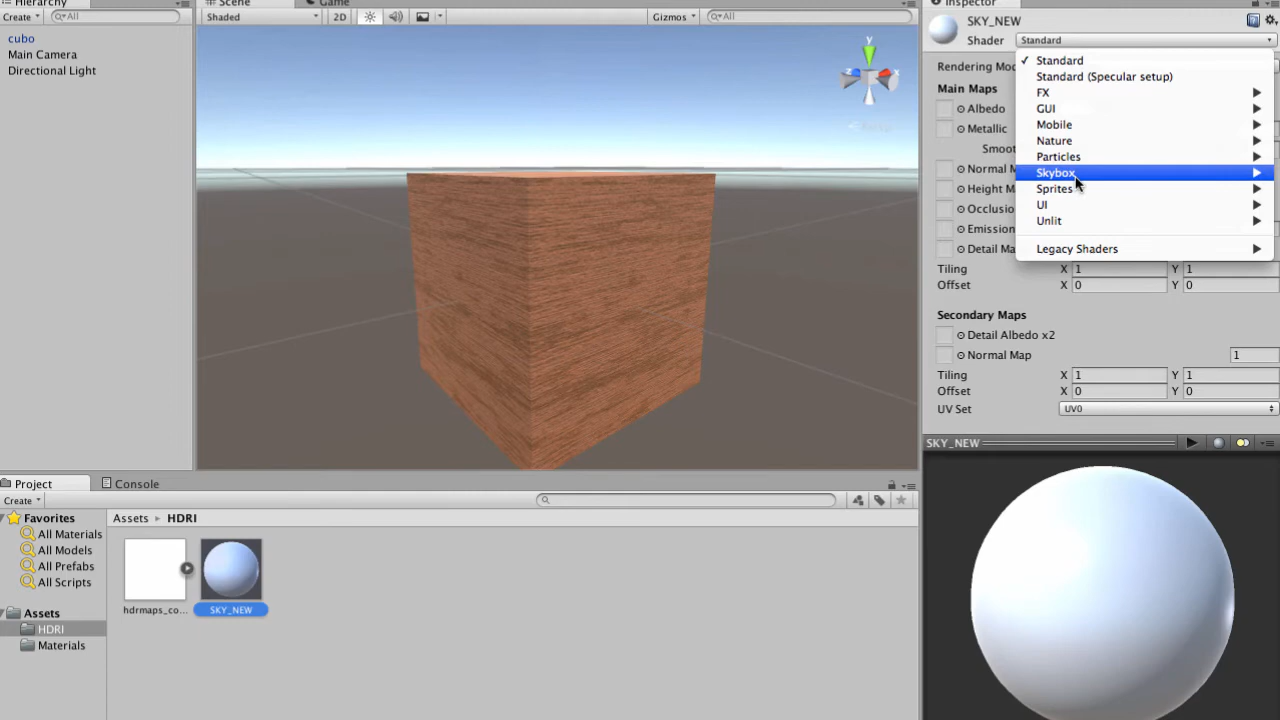 Hierarchy
Create All
cubo
Main Camera
Directional Light
Scene Game
Shaded 2D Gizmos All
y
z x
Persp
Inspector
SKY_NEW
Shader Standard
Rendering Mod
Main Maps
Albedo
Metallic
Smoot
Normal M
Height M
Occlusio
Emission
Detail Ma
✓ Standard
Standard (Specular setup)
FX
GUI
Mobile
Nature
Particles
Skybox
Sprites
UI
Unlit
Legacy Shaders
Tiling X 1 Y 1
Offset X 0 Y 0
Secondary Maps
Detail Albedo x2
Normal Map 1
Tiling X 1 Y 1
Offset X 0 Y 0
UV Set UV0
SKY_NEW
Project Console
Create
Favorites
All Materials
All Models
All Prefabs
All Scripts
Assets
HDRI
Materials
Assets HDRI
hdrmaps_co...
SKY_NEW